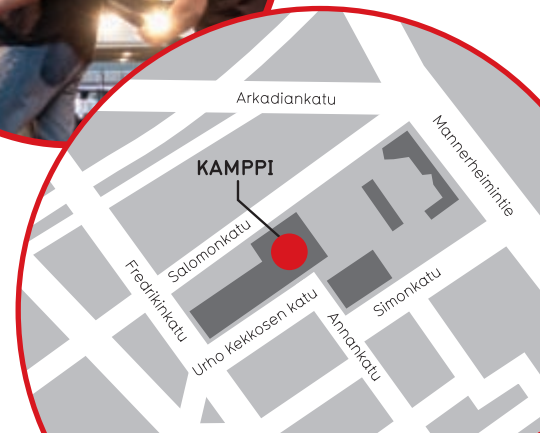 Arkadiankatu
Mannerheimintie
KAMPPI
Salomonkatu
Fredrikinkatu
Urho Kekkosen katu
Simonkatu
Annankatu